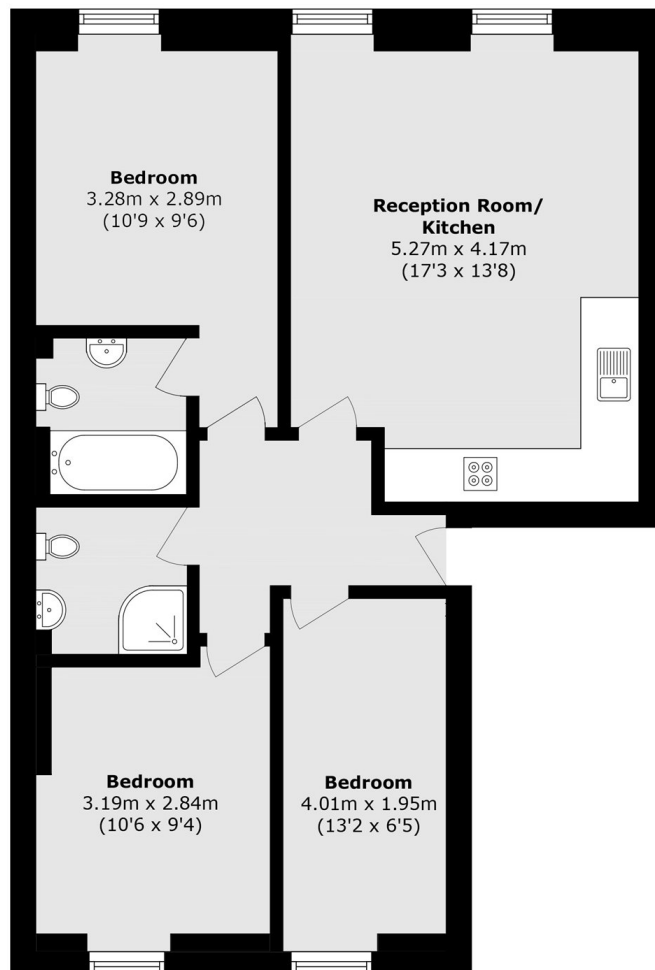 Bedroom
3.28m x 2.89m
(10'9 x 9'6)
Reception Room/
Kitchen
5.27m x 4.17m
(17'3 x 13'8)
Bedroom
3.19m x 2.84m
(10'6 x 9'4)
Bedroom
4.01m x 1.95m
(13'2 x 6'5)